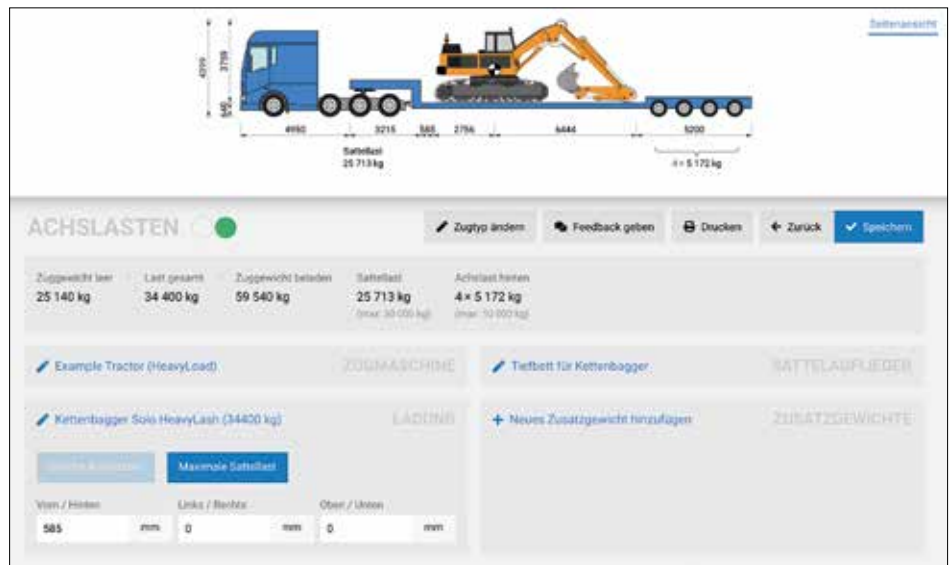 Seitenansicht
4399
3759
640
4950
3215
585
2756
6444
5200
Sattellast
25 713 kg
4 × 5 172 kg
ACHSLASTEN
Zugtyp ändern
Feedback geben
Drucken
Zurück
Speichern
Zuggewicht leer
25 140 kg
Last gesamt
34 400 kg
Zuggewicht beladen
59 540 kg
Sattellast
25 713 kg
(max. 30 000 kg)
Achslast hinten
4 × 5 172 kg
(max. 10 000 kg)
Example Tractor (HeavyLoad)
ZUGMASCHINE
Tiefbett für Kettenbagger
SATTELAUFLIEGER
Kettenbagger Solo HeavyLash (34400 kg)
LADUNG
Neues Zusatzgewicht hinzufügen
ZUSATZGEWICHTE
Maximale Sattellast
Vorn / Hinten
585 mm
Links / Rechts
0 mm
Oben / Unten
0 mm